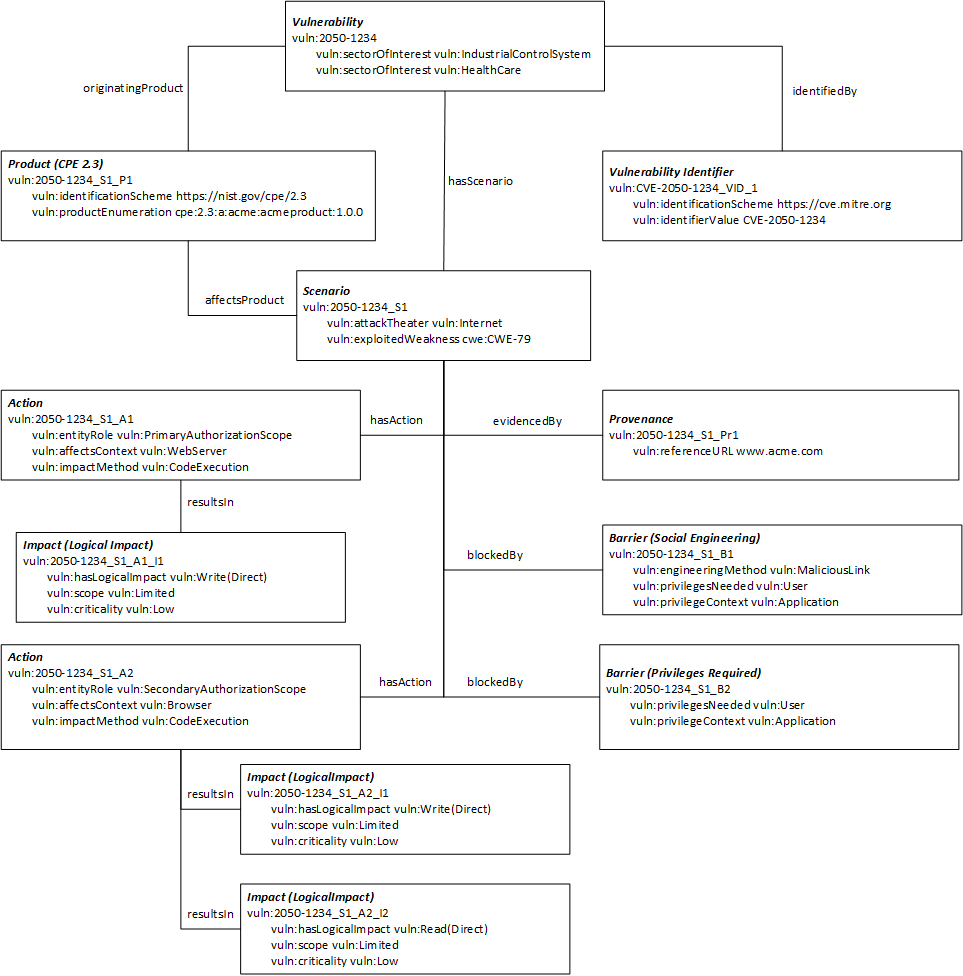 Vulnerability
vuln:2050-1234
vuln:sectorOfInterest vuln:IndustrialControlSystem
vuln:sectorOfInterest vuln:HealthCare
originatingProduct
identifiedBy
hasScenario
Product (CPE 2.3)
vuln:2050-1234_S1_P1
vuln:identificationScheme https://nist.gov/cpe/2.3
vuln:productEnumeration cpe:2.3:a:acme:acmeproduct:1.0.0
Vulnerability Identifier
vuln:CVE-2050-1234_VID_1
vuln:identificationScheme https://cve.mitre.org
vuln:identifierValue CVE-2050-1234
affectsProduct
Scenario
vuln:2050-1234_S1
vuln:attackTheater vuln:Internet
vuln:exploitedWeakness cwe:CWE-79
Action
vuln:2050-1234_S1_A1
vuln:entityRole vuln:PrimaryAuthorizationScope
vuln:affectsContext vuln:WebServer
vuln:impactMethod vuln:CodeExecution
hasAction
evidencedBy
Provenance
vuln:2050-1234_S1_Pr1
vuln:referenceURL www.acme.com
resultsIn
Impact (Logical Impact)
vuln:2050-1234_S1_A1_I1
vuln:hasLogicalImpact vuln:Write(Direct)
vuln:scope vuln:Limited
vuln:criticality vuln:Low
blockedBy
Barrier (Social Engineering)
vuln:2050-1234_S1_B1
vuln:engineeringMethod vuln:MaliciousLink
vuln:privilegesNeeded vuln:User
vuln:privilegeContext vuln:Application
Action
vuln:2050-1234_S1_A2
vuln:entityRole vuln:SecondaryAuthorizationScope
vuln:affectsContext vuln:Browser
vuln:impactMethod vuln:CodeExecution
hasAction
blockedBy
Barrier (Privileges Required)
vuln:2050-1234_S1_B2
vuln:privilegesNeeded vuln:User
vuln:privilegeContext vuln:Application
resultsIn
Impact (LogicalImpact)
vuln:2050-1234_S1_A2_I1
vuln:hasLogicalImpact vuln:Write(Direct)
vuln:scope vuln:Limited
vuln:criticality vuln:Low
resultsIn
Impact (LogicalImpact)
vuln:2050-1234_S1_A2_I2
vuln:hasLogicalImpact vuln:Read(Direct)
vuln:scope vuln:Limited
vuln:criticality vuln:Low